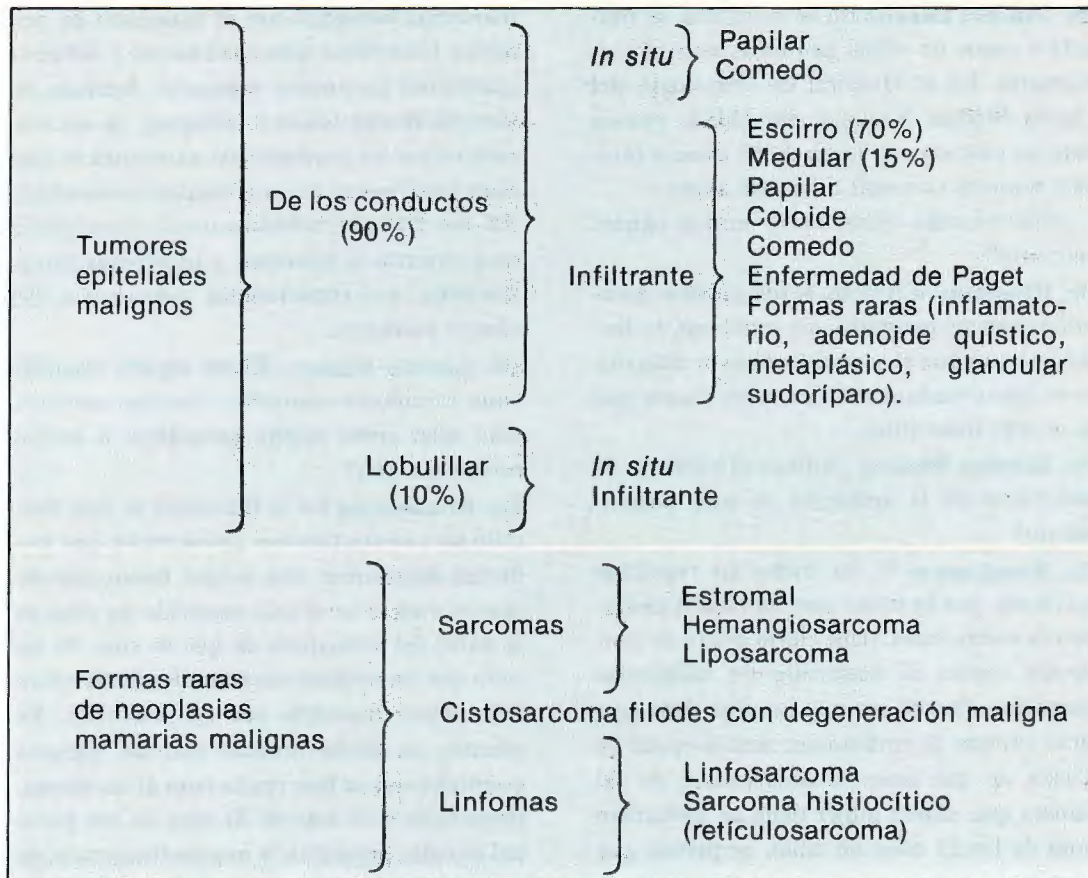 Tumores
epiteliales
malignos
De los conductos
(90%)
In situ
Papilar
Comedo
Infiltrante
Escirro (70%)
Medular (15%)
Papilar
Coloide
Comedo
Enfermedad de Paget
Formas raras (inflamato-
rio, adenoide quístico,
metaplásico, glandular
sudoríparo).
Lobulillar
(10%)
In situ
Infiltrante
Formas raras
de neoplasias
mamarias malignas
Sarcomas
Estromal
Hemangiosarcoma
Liposarcoma
Cistosarcoma filodes con degeneración maligna
Linfomas
Linfosarcoma
Sarcoma histiocítico
(retículosarcoma)